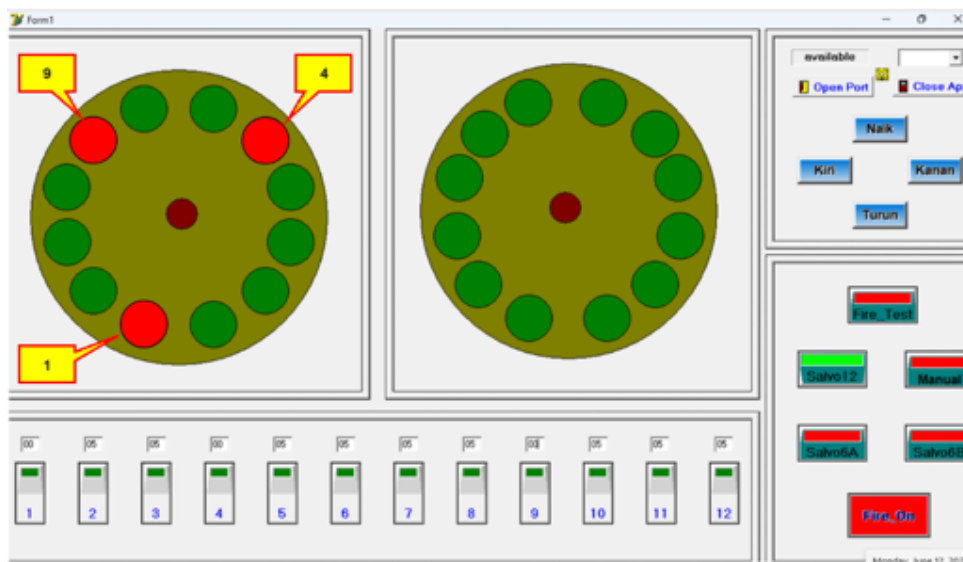 Form1
9
4
1
available
Open Port
Close Ap
Naik
Kiri
Kanan
Turun
Fire_Test
Salvo12
Manual
Salvo6A
Salvo6B
Fire_On
00 05 05 00 05 05 05 05 00 05 05 05
1 2 3 4 5 6 7 8 9 10 11 12